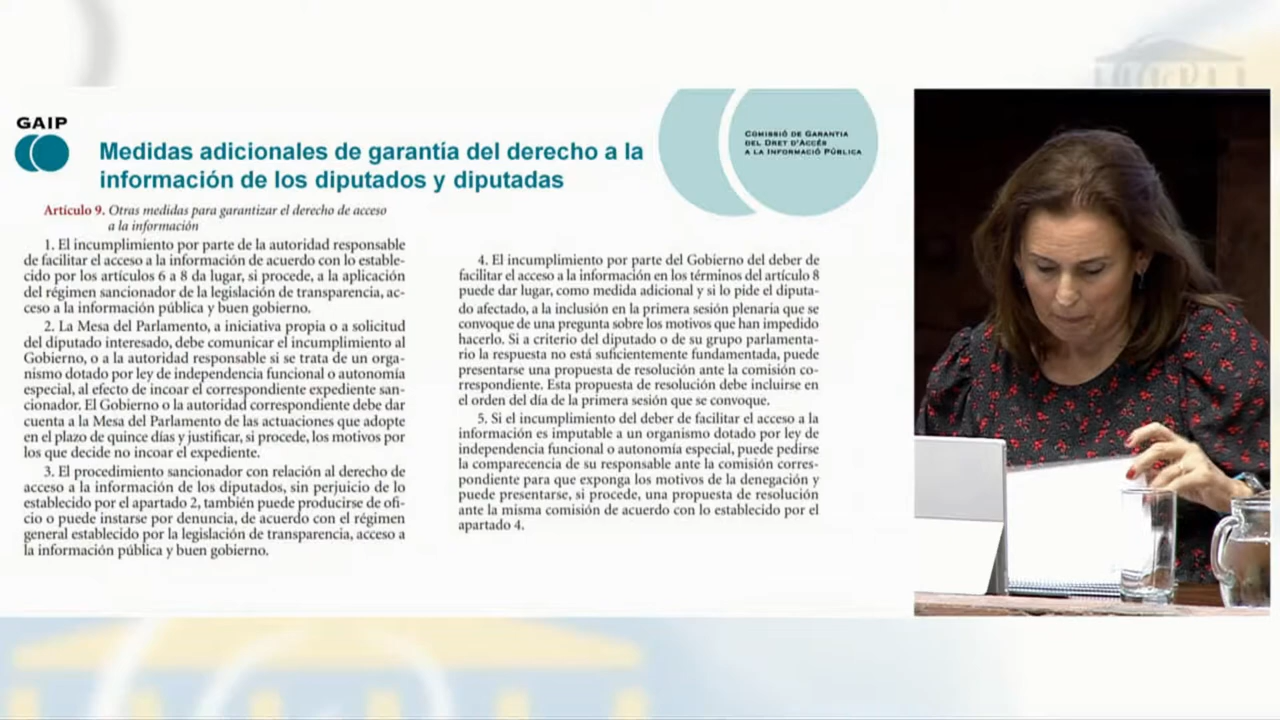 GAIP
Medidas adicionales de garantía del derecho a la
información de los diputados y diputadas
COMISSIÓ DE GARANTIA
DEL DRET D'ACCÉS
A LA INFORMACIÓ PÚBLICA
Artículo 9. Otras medidas para garantizar el derecho de acceso
a la información
1. El incumplimiento por parte de la autoridad responsable
de facilitar el acceso a la información de acuerdo con lo estable-
cido por los artículos 6 a 8 da lugar, si procede, a la aplicación
del régimen sancionador de la legislación de transparencia, ac-
ceso a la información pública y buen gobierno.
2. La Mesa del Parlamento, a iniciativa propia o a solicitud
del diputado interesado, debe comunicar el incumplimiento al
Gobierno, o a la autoridad responsable si se trata de un orga-
nismo dotado por ley de independencia funcional o autonomía
especial, al efecto de incoar el correspondiente expediente san-
cionador. El Gobierno o la autoridad correspondiente debe dar
cuenta a la Mesa del Parlamento de las actuaciones que adopte
en el plazo de quince días y justificar, si procede, los motivos por
los que decide no incoar el expediente.
3. El procedimiento sancionador con relación al derecho de
acceso a la información de los diputados, sin perjuicio de lo
establecido por el apartado 2, también puede producirse de ofi-
cio o puede instarse por denuncia, de acuerdo con el régimen
general establecido por la legislación de transparencia, acceso a
la información pública y buen gobierno.
4. El incumplimiento por parte del Gobierno del deber de
facilitar el acceso a la información en los términos del artículo 8
puede dar lugar, como medida adicional y si lo pide el diputa-
do afectado, a la inclusión en la primera sesión plenaria que se
convoque de una pregunta sobre los motivos que han impedido
hacerlo. Si a criterio del diputado o de su grupo parlamenta-
rio la respuesta no está suficientemente fundamentada, puede
presentarse una propuesta de resolución ante la comisión co-
rrespondiente. Esta propuesta de resolución debe incluirse en
el orden del día de la primera sesión que se convoque.
5. Si el incumplimiento del deber de facilitar el acceso a la
información es imputable a un organismo dotado por ley de
independencia funcional o autonomía especial, puede pedirse
la comparecencia de su responsable ante la comisión corres-
pondiente para que exponga los motivos de la denegación y
puede presentarse, si procede, una propuesta de resolución
ante la misma comisión de acuerdo con lo establecido por el
apartado 4.